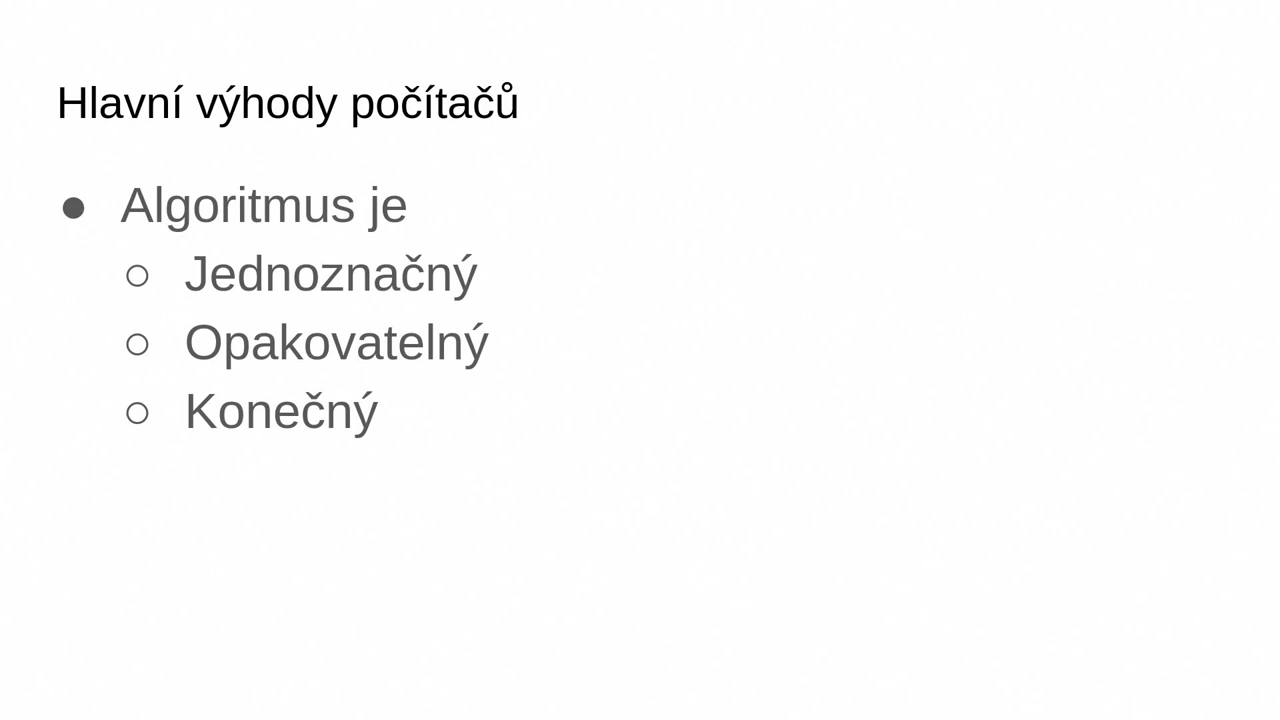 Hlavní výhody počítačů
● Algoritmus je
○ Jednoznačný
○ Opakovatelný
○ Konečný